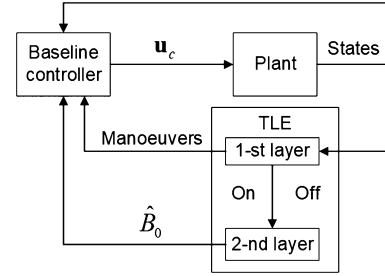 Baseline
controller
𝐮_c
Plant
States
TLE
Manoeuvers
1-st layer
On
Off
B̂_0
2-nd layer